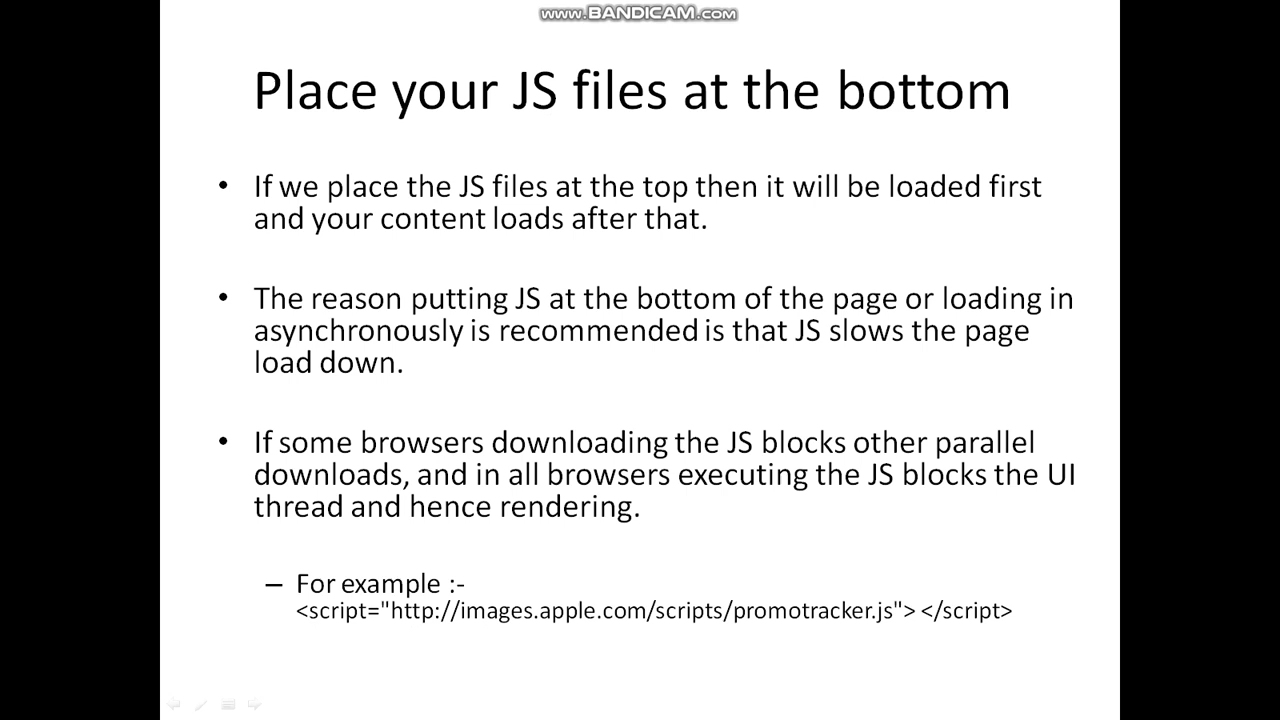 www.BANDICAM.com
Place your JS files at the bottom
• If we place the JS files at the top then it will be loaded first
and your content loads after that.
• The reason putting JS at the bottom of the page or loading in
asynchronously is recommended is that JS slows the page
load down.
• If some browsers downloading the JS blocks other parallel
downloads, and in all browsers executing the JS blocks the UI
thread and hence rendering.
– For example :-
<script="http://images.apple.com/scripts/promotracker.js"> </script>